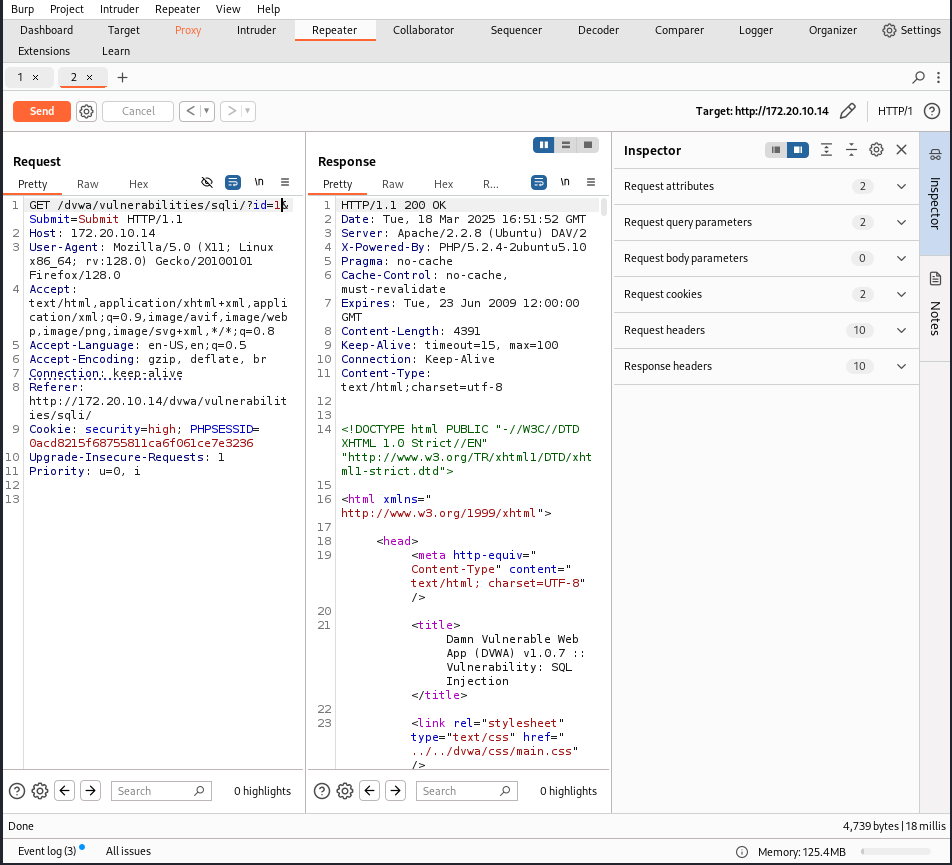 Burp Project Intruder Repeater View Help
Dashboard Target Proxy Intruder Repeater Collaborator Sequencer Decoder Comparer Logger Organizer Settings
Extensions Learn
1 × 2 × +
Send Cancel < > Target: http://172.20.10.14 HTTP/1 ?
Request
Pretty Raw Hex \n
1 GET /dvwa/vulnerabilities/sqli/?id=1&
Submit=Submit HTTP/1.1
2 Host: 172.20.10.14
3 User-Agent: Mozilla/5.0 (X11; Linux
x86_64; rv:128.0) Gecko/20100101
Firefox/128.0
4 Accept:
text/html,application/xhtml+xml,appli
cation/xml;q=0.9,image/avif,image/web
p,image/png,image/svg+xml,*/*;q=0.8
5 Accept-Language: en-US,en;q=0.5
6 Accept-Encoding: gzip, deflate, br
7 Connection: keep-alive
8 Referer:
http://172.20.10.14/dvwa/vulnerabilit
ies/sqli/
9 Cookie: security=high; PHPSESSID=
0acd8215f68755811ca6f061ce7e3236
10 Upgrade-Insecure-Requests: 1
11 Priority: u=0, i
12
13
Search 0 highlights
Response
Pretty Raw Hex R... \n
1 HTTP/1.1 200 OK
2 Date: Tue, 18 Mar 2025 16:51:52 GMT
3 Server: Apache/2.2.8 (Ubuntu) DAV/2
4 X-Powered-By: PHP/5.2.4-2ubuntu5.10
5 Pragma: no-cache
6 Cache-Control: no-cache,
must-revalidate
7 Expires: Tue, 23 Jun 2009 12:00:00
GMT
8 Content-Length: 4391
9 Keep-Alive: timeout=15, max=100
10 Connection: Keep-Alive
11 Content-Type:
text/html;charset=utf-8
12
13
14 <!DOCTYPE html PUBLIC "-//W3C//DTD
XHTML 1.0 Strict//EN"
"http://www.w3.org/TR/xhtml1/DTD/xht
ml1-strict.dtd">
15
16 <html xmlns="
http://www.w3.org/1999/xhtml">
17
18 <head>
19 <meta http-equiv="
Content-Type" content="
text/html; charset=UTF-8"
/>
20
21 <title>
Damn Vulnerable Web
App (DVWA) v1.0.7 ::
Vulnerability: SQL
Injection
</title>
22
23 <link rel="stylesheet"
type="text/css" href="
../../dvwa/css/main.css"
/>
Search 0 highlights
Inspector
Request attributes 2
Request query parameters 2
Request body parameters 0
Request cookies 2
Request headers 10
Response headers 10
Inspector
Notes
Done 4,739 bytes | 18 millis
Event log (3) All issues Memory: 125.4MB